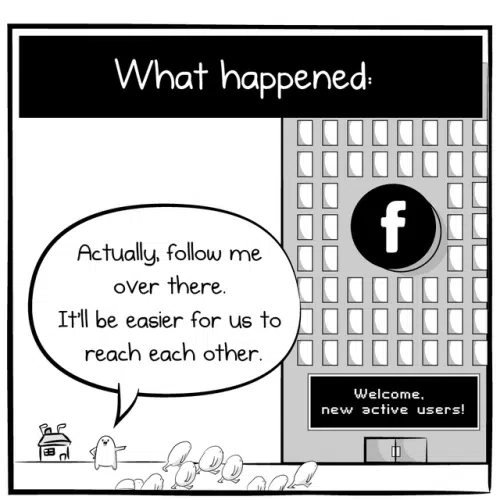 What happened:
Actually, follow me
over there.
It'll be easier for us to
reach each other.
f
Welcome,
new active users!